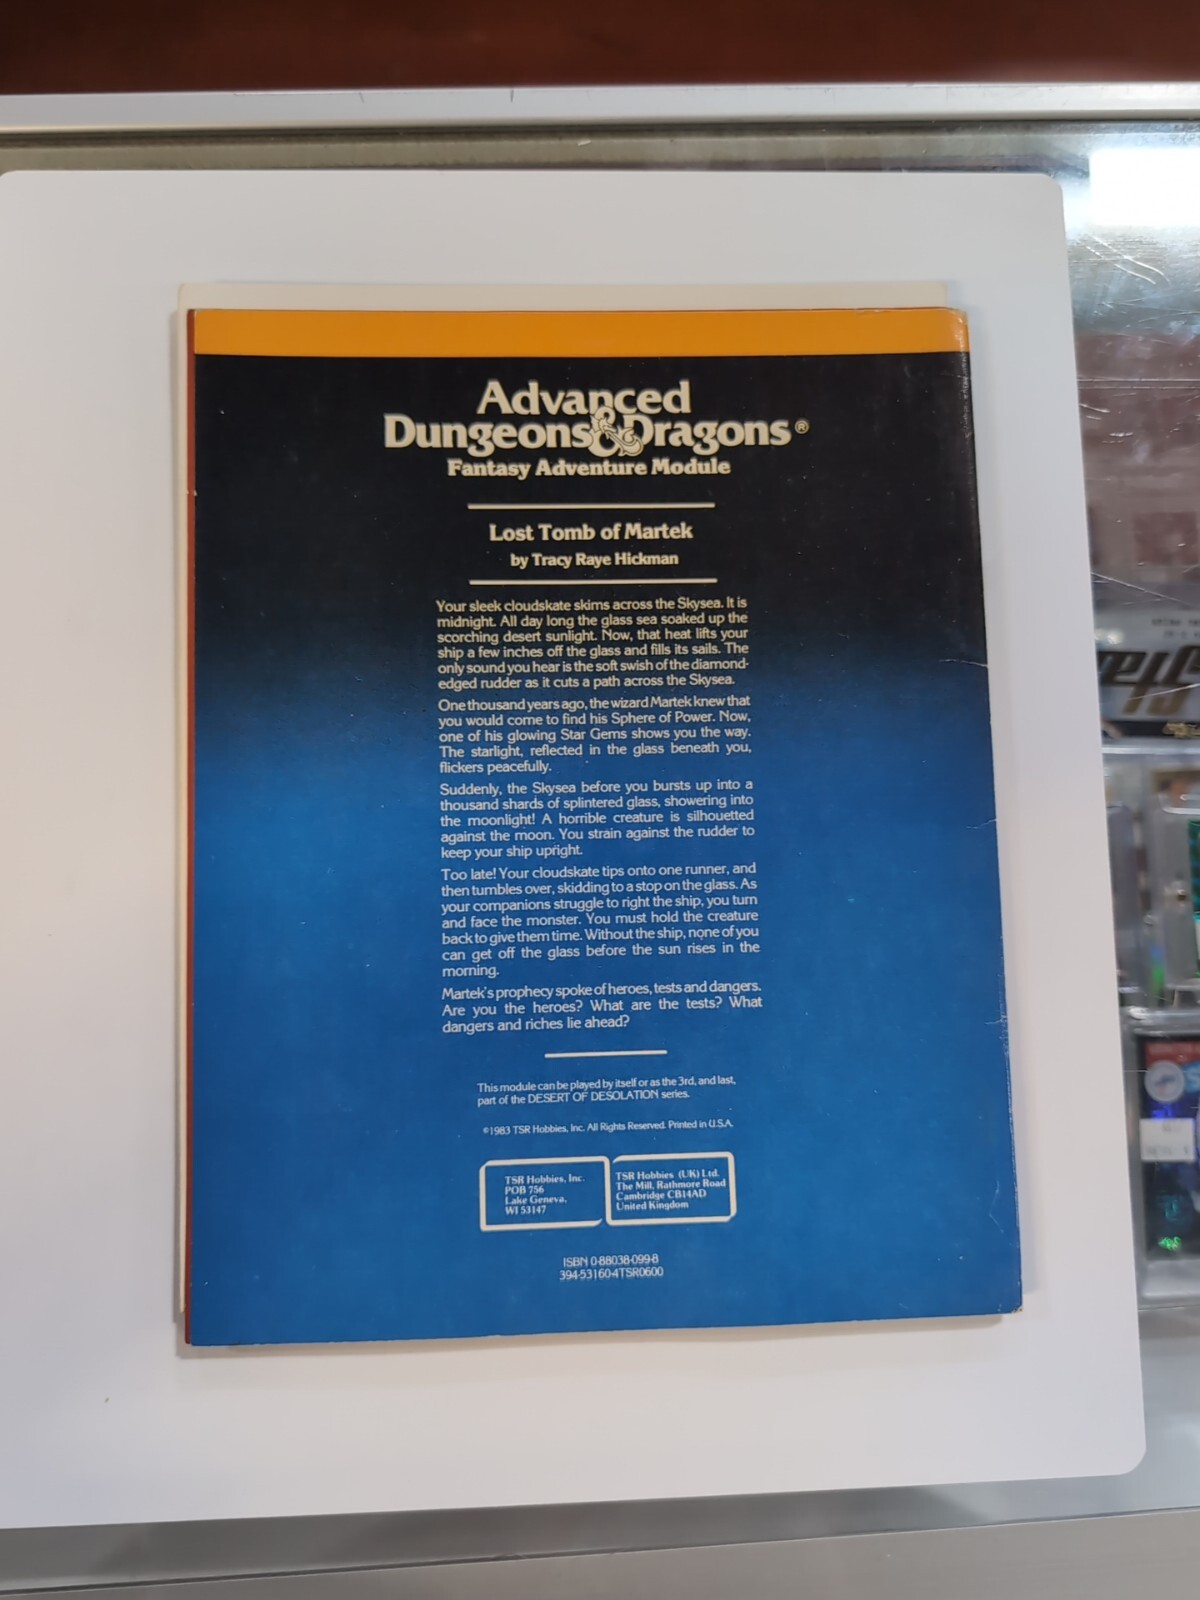 Advanced
Dungeons & Dragons®
Fantasy Adventure Module
Lost Tomb of Martek
by Tracy Raye Hickman
Your sleek cloudskate skims across the Skysea. It is
midnight. All day long the glass sea soaked up the
scorching desert sunlight. Now, that heat lifts your
ship a few inches off the glass and fills its sails. The
only sound you hear is the soft swish of the diamond-
edged rudder as it cuts a path across the Skysea.
One thousand years ago, the wizard Martek knew that
you would come to find his Sphere of Power. Now,
one of his glowing Star Gems shows you the way.
The starlight, reflected in the glass beneath you,
flickers peacefully.
Suddenly, the Skysea before you bursts up into a
thousand shards of splintered glass, showering into
the moonlight! A horrible creature is silhouetted
against the moon. You strain against the rudder to
keep your ship upright.
Too late! Your cloudskate tips onto one runner, and
then tumbles over, skidding to a stop on the glass. As
your companions struggle to right the ship, you turn
and face the monster. You must hold the creature
back to give them time. Without the ship, none of you
can get off the glass before the sun rises in the
morning.
Martek's prophecy spoke of heroes, tests and dangers.
Are you the heroes? What are the tests? What
dangers and riches lie ahead?
This module can be played by itself or as the 3rd, and last,
part of the DESERT OF DESOLATION series.
©1983 TSR Hobbies, Inc. All Rights Reserved. Printed in U.S.A.
TSR Hobbies, Inc.
POB 756
Lake Geneva,
WI 53147
TSR Hobbies (UK) Ltd.
The Mill, Rathmore Road
Cambridge CB14AD
United Kingdom
ISBN 0-88038-099-8
394-53160-4TSR0600